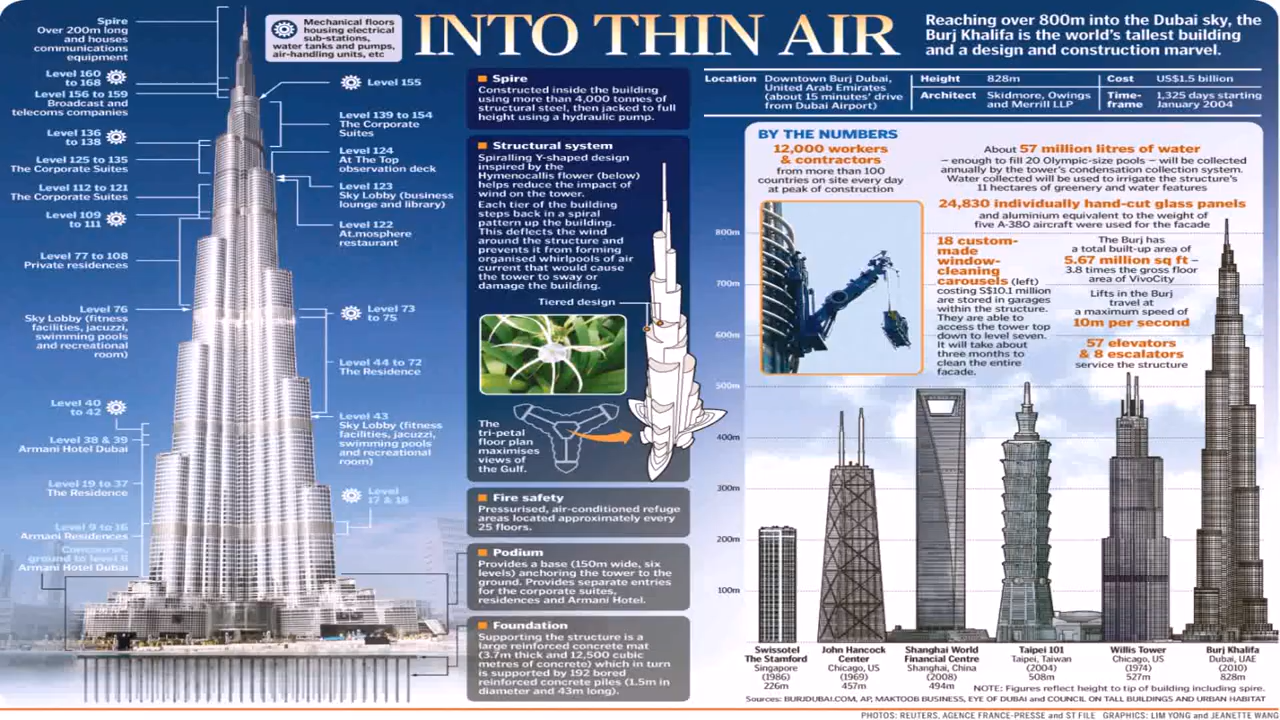 INTO THIN AIR
Reaching over 800m into the Dubai sky, the
Burj Khalifa is the world's tallest building
and a design and construction marvel.
Mechanical floors
housing electrical
sub-stations,
water tanks and pumps,
air-handling units, etc
Spire
Over 200m long
and houses
communications
equipment
Level 160
to 168
Level 156 to 159
Broadcast and
telecoms companies
Level 136
to 138
Level 125 to 135
The Corporate Suites
Level 112 to 121
The Corporate Suites
Level 109
to 111
Level 77 to 108
Private residences
Level 76
Sky Lobby (fitness
facilities, jacuzzi,
swimming pools
and recreational
room)
Level 40
to 42
Level 38 & 39
Armani Hotel Dubai
Level 19 to 37
The Residence
Level 9 to 16
Armani Residences
Concourse,
ground to level 8
Armani Hotel Dubai
Level 155
Level 139 to 154
The Corporate
Suites
Level 124
At The Top
observation deck
Level 123
Sky Lobby (business
lounge and library)
Level 122
At.mosphere
restaurant
Level 73
to 75
Level 44 to 72
The Residence
Level 43
Sky Lobby (fitness
facilities, jacuzzi,
swimming pools
and recreational
room)
Level
17 & 18
Spire
Constructed inside the building
using more than 4,000 tonnes of
structural steel, then jacked to full
height using a hydraulic pump.
Structural system
Spiralling Y-shaped design
inspired by the
Hymenocallis flower (below)
helps reduce the impact of
wind on the tower.
Each tier of the building
steps back in a spiral
pattern up the building.
This deflects the wind
around the structure and
prevents it from forming
organised whirlpools of air
current that would cause
the tower to sway or
damage the building.
Tiered design
The
tri-petal
floor plan
maximises
views of
the Gulf.
Fire safety
Pressurised, air-conditioned refuge
areas located approximately every
25 floors.
Podium
Provides a base (150m wide, six
levels) anchoring the tower to the
ground. Provides separate entries
for the corporate suites,
residences and Armani Hotel.
Foundation
Supporting the structure is a
large reinforced concrete mat
(3.7m thick and 12,500 cubic
metres of concrete) which in turn
is supported by 192 bored
reinforced concrete piles (1.5m in
diameter and 43m long).
Location
Downtown Burj Dubai,
United Arab Emirates
(about 15 minutes' drive
from Dubai Airport)
Height 828m
Architect Skidmore, Owings
and Merrill LLP
Cost US$1.5 billion
Time-
frame
1,325 days starting
January 2004
BY THE NUMBERS
12,000 workers
& contractors
from more than 100
countries on site every day
at peak of construction
About 57 million litres of water
– enough to fill 20 Olympic-size pools – will be collected
annually by the tower's condensation collection system.
Water collected will be used to irrigate the structure's
11 hectares of greenery and water features
24,830 individually hand-cut glass panels
and aluminium equivalent to the weight of
five A-380 aircraft were used for the facade
18 custom-
made
window-
cleaning
carousels (left)
costing S$10.1 million
are stored in garages
within the structure.
They are able to
access the tower top
down to level seven.
It will take about
three months to
clean the entire
facade.
The Burj has
a total built-up area of
5.67 million sq ft –
3.8 times the gross floor
area of VivoCity
Lifts in the Burj
travel at
a maximum speed of
10m per second
57 elevators
& 8 escalators
service the structure
800m
700m
600m
500m
400m
300m
200m
100m
Swissotel
The Stamford
Singapore
(1986)
226m
John Hancock
Center
Chicago, US
(1969)
457m
Shanghai World
Financial Centre
Shanghai, China
(2008)
494m
Taipei 101
Taipei, Taiwan
(2004)
508m
Willis Tower
Chicago, US
(1974)
527m
Burj Khalifa
Dubai, UAE
(2010)
828m
NOTE: Figures reflect height to tip of building including spire.
Sources: BURJDUBAI.COM, AP, MAKTOOB BUSINESS, EYE OF DUBAI and COUNCIL ON TALL BUILDINGS AND URBAN HABITAT
PHOTOS: REUTERS, AGENCE FRANCE-PRESSE and ST FILE GRAPHICS: LIM YONG and JEANETTE WANG